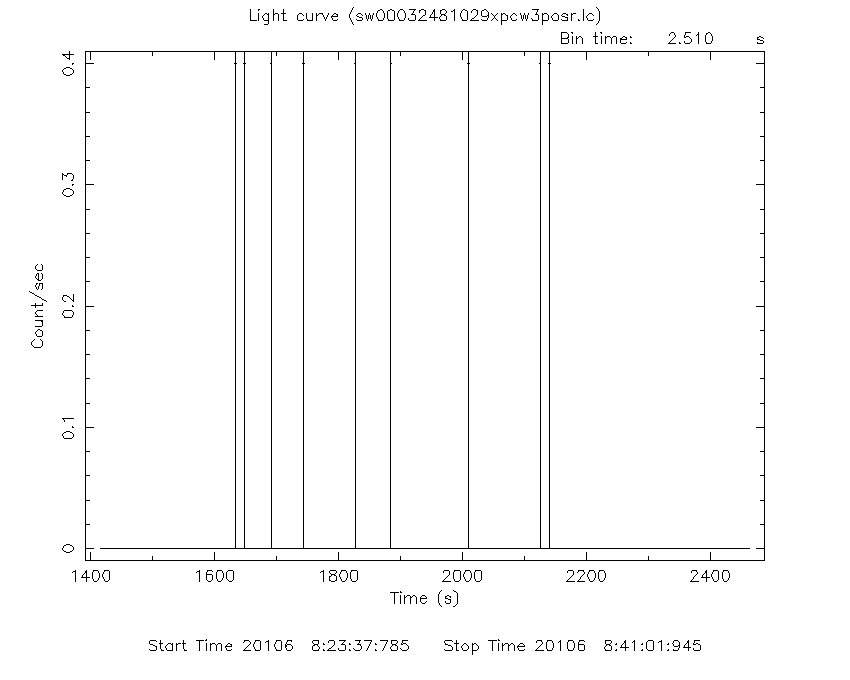 Light curve (sw00032481029xpcw3posr.lc)
Bin time: 2.510 s
0.4
0.3
0.2
0.1
0
Count/sec
1400 1600 1800 2000 2200 2400
Time (s)
Start Time 20106 8:23:37:785 Stop Time 20106 8:41:01:945